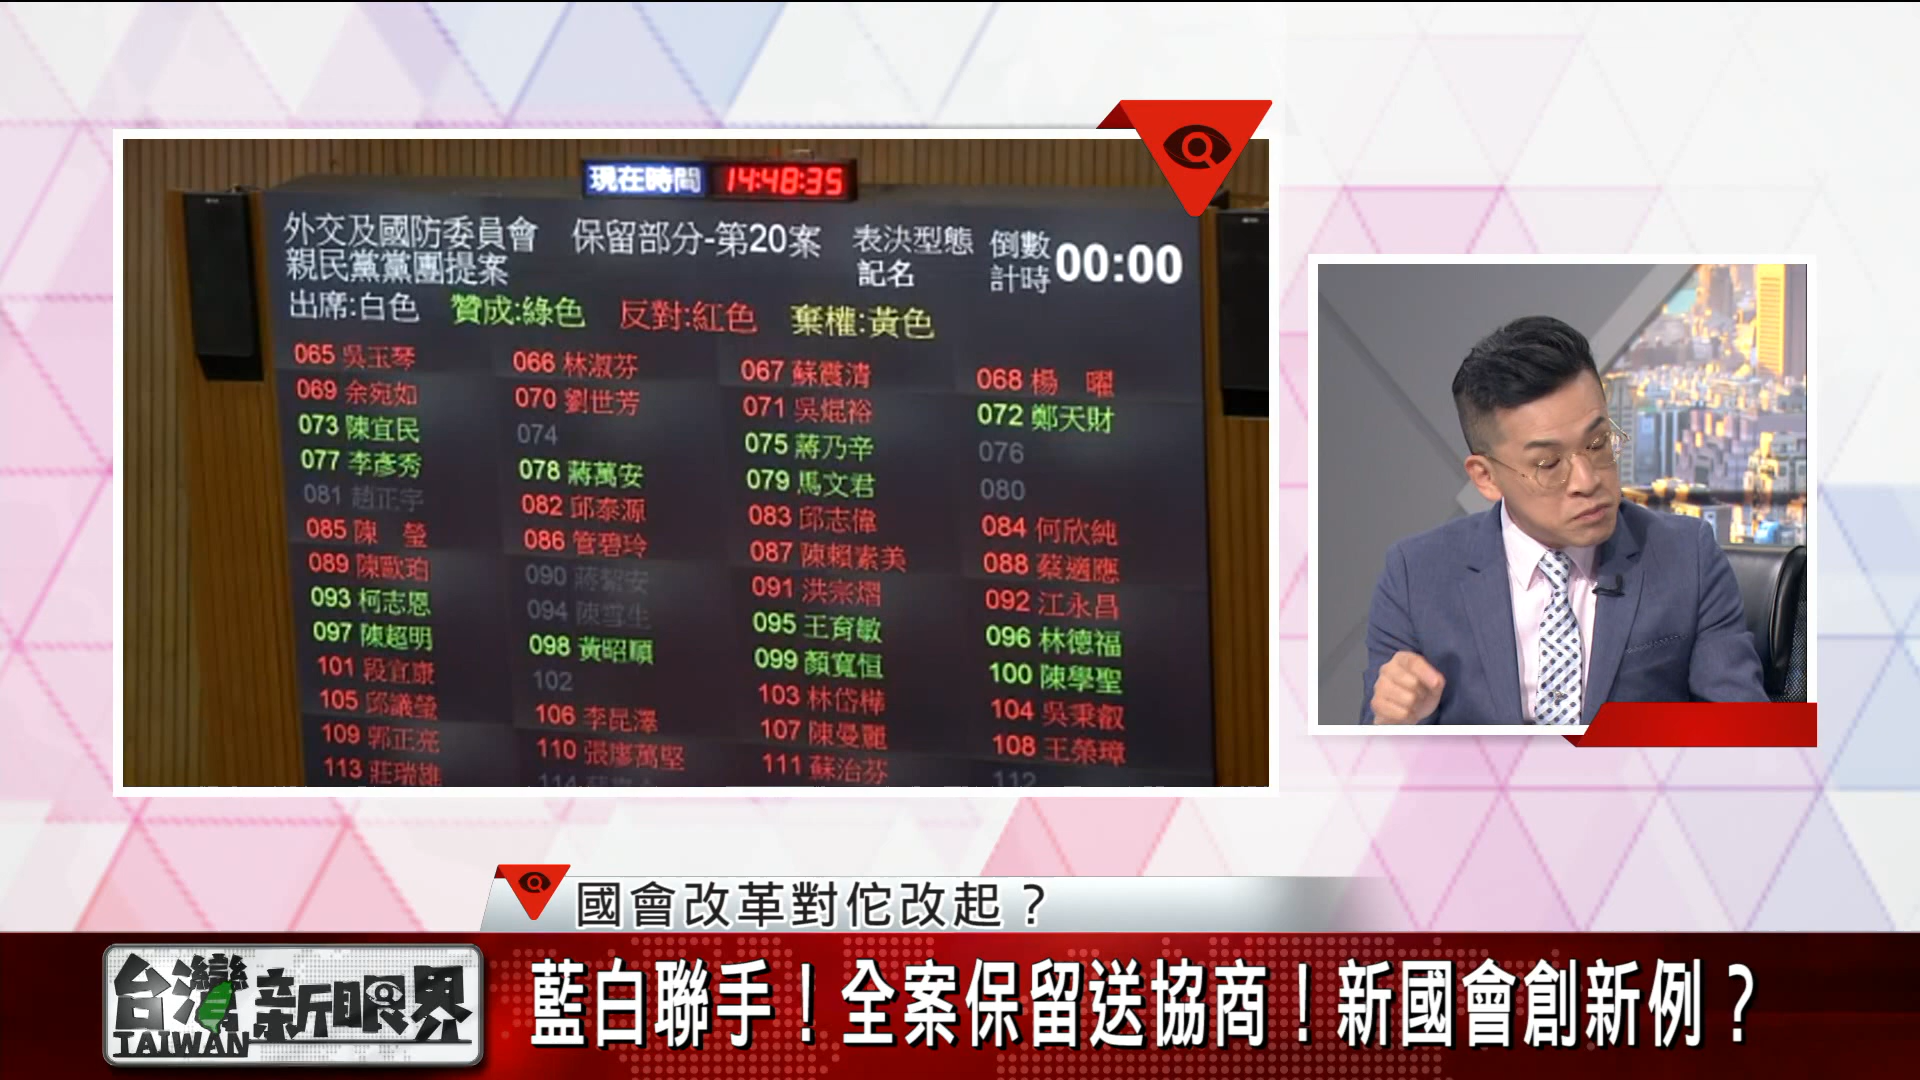 現在時間 14:48:35
外交及國防委員會 保留部分-第20案 表決型態 倒數 00:00
親民黨黨團提案 記名 計時
出席:白色 贊成:綠色 反對:紅色 棄權:黃色
065 吳玉琴 066 林淑芬 067 蘇震清 068 楊 曜
069 余宛如 070 劉世芳 071 吳焜裕 072 鄭天財
073 陳宜民 074 075 蔣乃辛 076
077 李彥秀 078 蔣萬安 079 馬文君 080
081 趙正宇 082 邱泰源 083 邱志偉 084 何欣純
085 陳 瑩 086 管碧玲 087 陳賴素美 088 蔡適應
089 陳歐珀 090 蔣絜安 091 洪宗熠 092 江永昌
093 柯志恩 094 陳雪生 095 王育敏 096 林德福
097 陳超明 098 黃昭順 099 顏寬恒 100 陳學聖
101 段宜康 102 103 林岱樺 104 吳秉叡
105 邱議瑩 106 李昆澤 107 陳曼麗 108 王榮璋
109 郭正亮 110 張廖萬堅 111 蘇治芬 112
113 莊瑞雄 114
國會改革對佗改起？
台灣新眼界
TAIWAN
藍白聯手！全案保留送協商！新國會創新例？